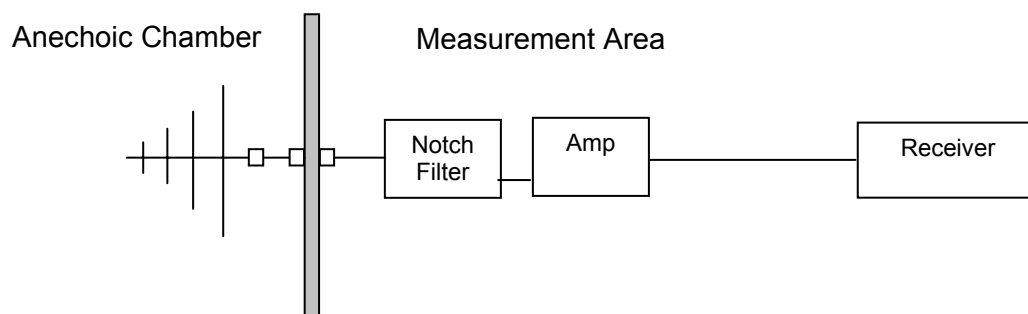 Anechoic Chamber
Measurement Area
Notch
Filter
Amp
Receiver